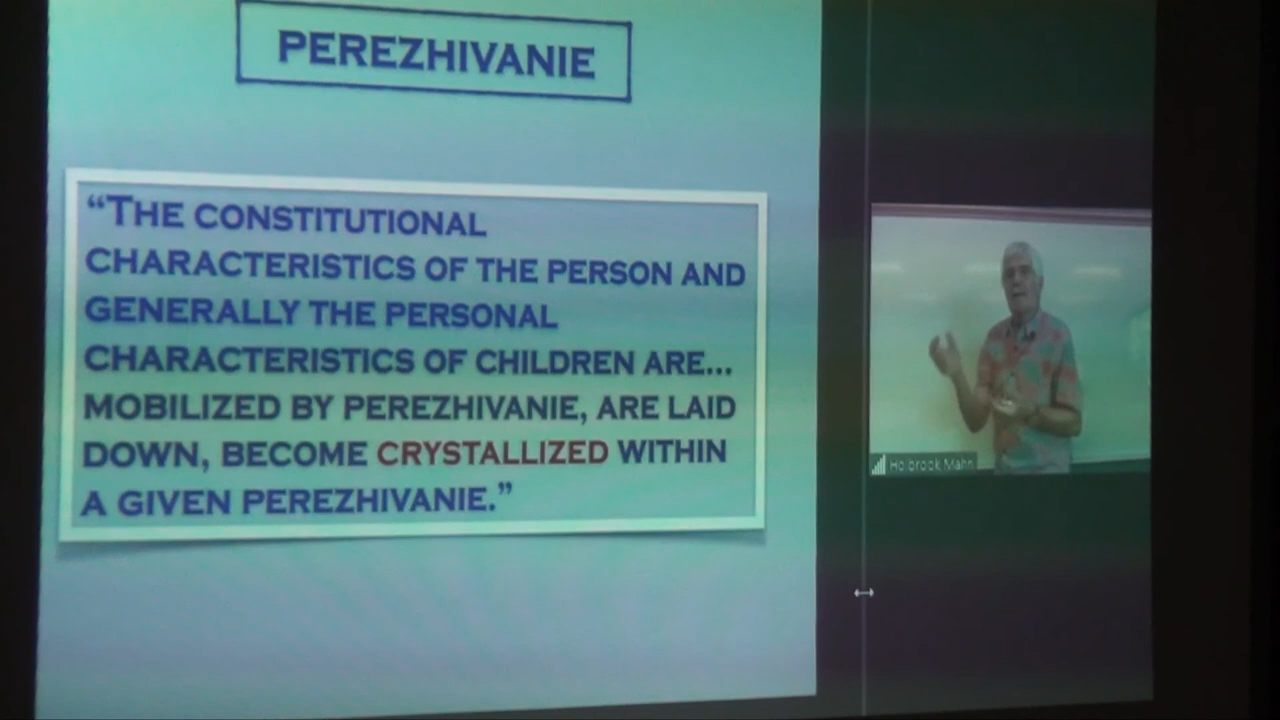 PEREZHIVANIE
“THE CONSTITUTIONAL
CHARACTERISTICS OF THE PERSON AND
GENERALLY THE PERSONAL
CHARACTERISTICS OF CHILDREN ARE...
MOBILIZED BY PEREZHIVANIE, ARE LAID
DOWN, BECOME CRYSTALLIZED WITHIN
A GIVEN PEREZHIVANIE.”
Holbrook Mahn